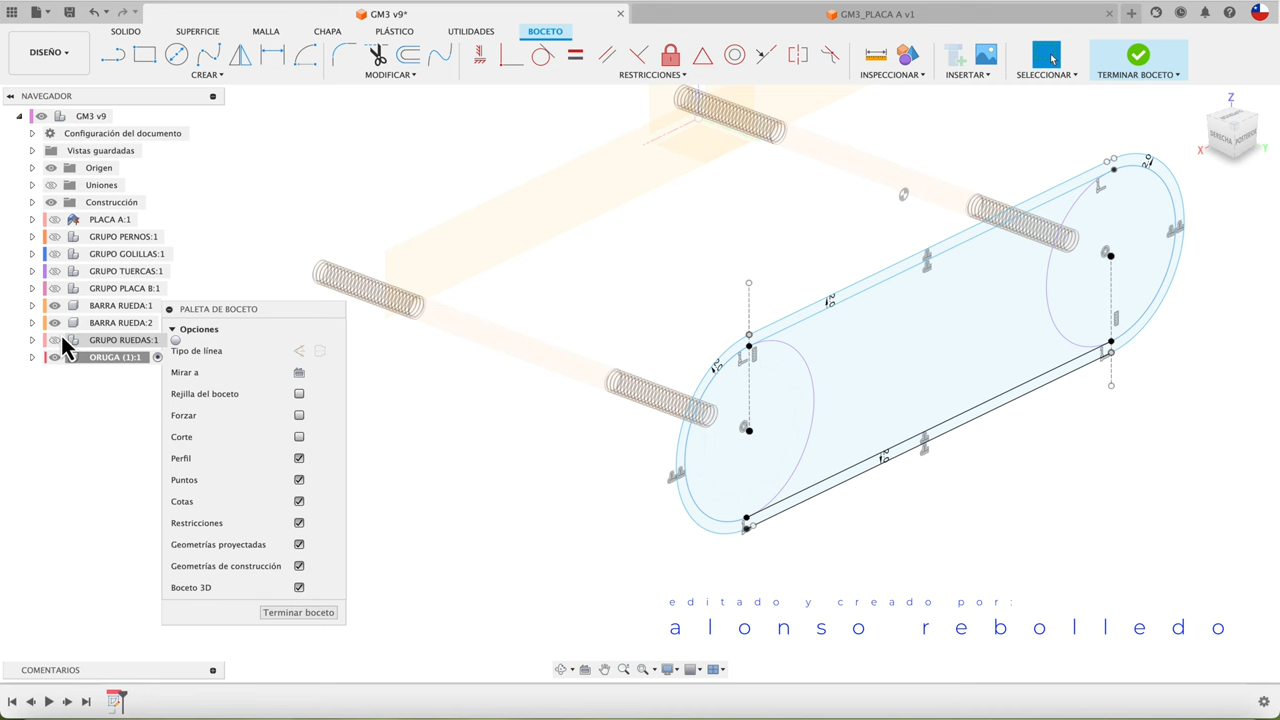 GM3 v9*
GM3_PLACA A v1
DISEÑO
SÓLIDO
SUPERFICIE
MALLA
CHAPA
PLÁSTICO
UTILIDADES
BOCETO
CREAR
MODIFICAR
RESTRICCIONES
INSPECCIONAR
INSERTAR
SELECCIONAR
TERMINAR BOCETO
NAVEGADOR
GM3 v9
Configuración del documento
Vistas guardadas
Origen
Uniones
Construcción
PLACA A:1
GRUPO PERNOS:1
GRUPO GOLILLAS:1
GRUPO TUERCAS:1
GRUPO PLACA B:1
BARRA RUEDA:1
BARRA RUEDA:2
GRUPO RUEDAS:1
ORUGA (1):1
PALETA DE BOCETO
Opciones
Tipo de línea
Mirar a
Rejilla del boceto
Forzar
Corte
Perfil
Puntos
Cotas
Restricciones
Geometrías proyectadas
Geometrías de construcción
Boceto 3D
Terminar boceto
Z
X
Y
DERECHA
POSTERIOR
editado y creado por:
alonso rebolledo
COMENTARIOS